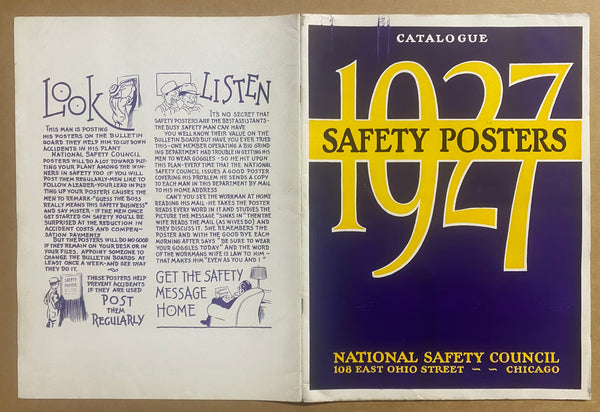 LOOK
THIS MAN IS POSTING
HIS POSTERS ON THE BULLETIN
BOARD THEY HELP HIM TO CUT DOWN
ACCIDENTS IN HIS PLANT
NATIONAL SAFETY COUNCIL
POSTERS WILL DO A LOT TOWARD PUT-
TING YOUR PLANT AMONG THE WIN-
NERS IN SAFETY TOO IF YOU WILL
POST THEM REGULARLY - MEN LIKE TO
FOLLOW A LEADER - YOUR LEAD IN PUT-
TING UP YOUR POSTERS CAUSES THE
MEN TO REMARK - "GUESS THE BOSS
REALLY MEANS THIS SAFETY BUSINESS"
AND SAY MISTER - IF THE MEN ONCE
GET STARTED ON SAFETY YOU'LL BE
SURPRISED AT THE REDUCTION IN
ACCIDENT COSTS AND COMPEN-
SATION PAYMENTS
BUT THE POSTERS WILL DO NO GOOD
IF THEY REMAIN ON YOUR DESK OR IN
YOUR FILES. APPOINT SOMEONE TO
CHANGE THE BULLETIN BOARDS AT
LEAST ONCE A WEEK - AND SEE THAT
THEY DO IT.
SAFETY
THESE POSTERS HELP
PREVENT ACCIDENTS
IF THEY ARE USED
POST
THEM
REGULARLY
LISTEN
IT'S NO SECRET THAT
SAFETY POSTERS ARE THE BEST ASSISTANTS -
THE BUSY SAFETY MAN CAN HAVE
YOU WELL KNOW THEIR VALUE ON THE
BULLETIN BOARD BUT HAVE YOU EVER TRIED
THIS - ONE MEMBER OPERATING A BIG GRIND-
ING DEPARTMENT HAD TROUBLE IN GETTING HIS
MEN TO WEAR GOGGLES - SO HE HIT UPON
THIS PLAN - EVERY TIME THAT THE NATIONAL
SAFETY COUNCIL ISSUES A GOOD POSTER
COVERING HIS PROBLEM HE SENDS A COPY
TO EACH MAN IN THIS DEPARTMENT BY MAIL
TO HIS HOME ADDRESS
CAN'T YOU SEE THE WORKMAN AT HOME
READING HIS MAIL - HE TAKES THE POSTER
READS EVERY WORD IN IT AND STUDIES THE
PICTURE THE MESSAGE "SINKS IN" THEN THE
WIFE READS THE MAIL (AS WIVES DO) AND
THEY DISCUSS IT. SHE REMEMBERS THE
POSTER AND WITH THE GOOD BYE EACH
MORNING AFTER SAYS "BE SURE TO WEAR
YOUR GOGGLES TODAY" AND THE WORD
OF THE WORKMANS WIFE IS LAW TO HIM -
THAT MAKES HIM "EVEN AS YOU AND I"
GET THE SAFETY
MESSAGE
HOME
CATALOGUE
1927
SAFETY POSTERS
NATIONAL SAFETY COUNCIL
108 EAST OHIO STREET ~ ~ CHICAGO